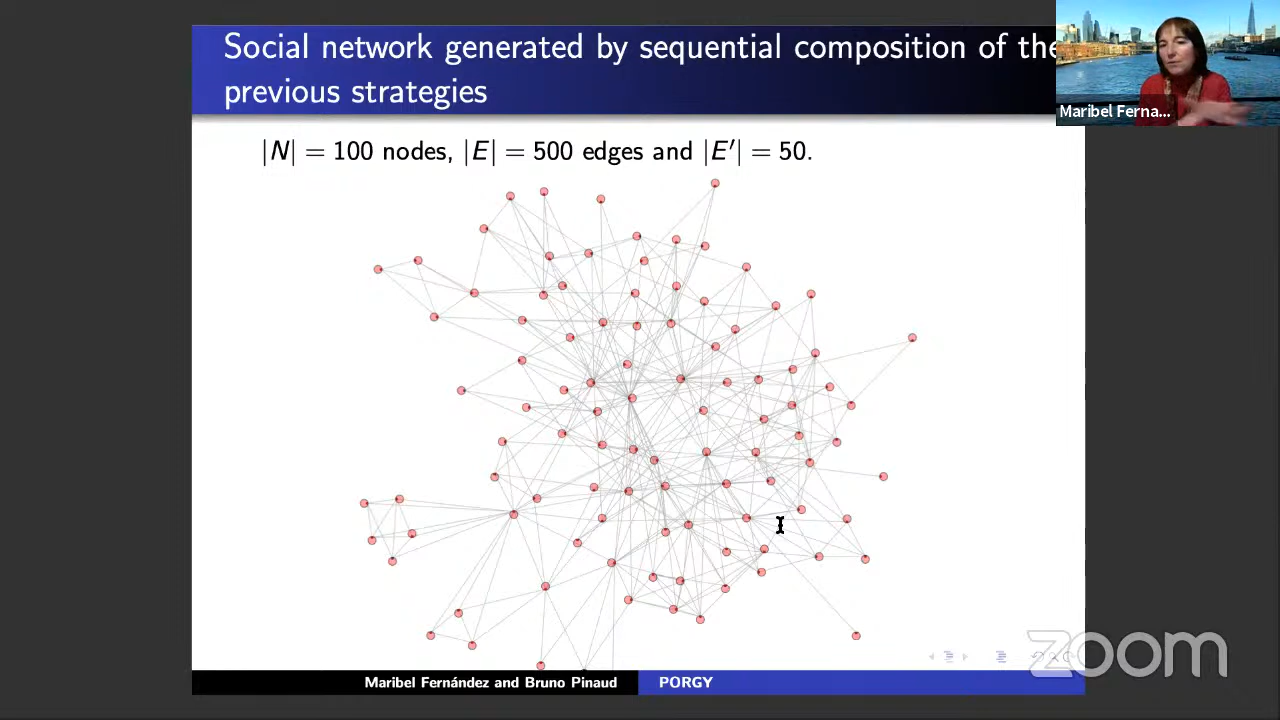 Social network generated by sequential composition of the
previous strategies
Maribel Ferna...
|N| = 100 nodes, |E| = 500 edges and |E′| = 50.
zoom
Maribel Fernández and Bruno Pinaud
PORGY